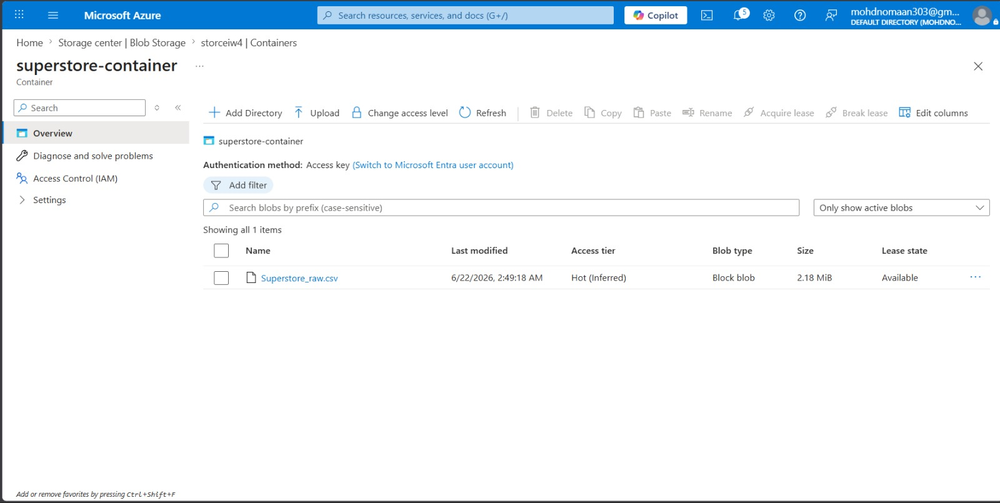 Microsoft Azure
Search resources, services, and docs (G+/)
Copilot
5
mohdnomaan303@gm...
DEFAULT DIRECTORY (MOHDNO...
Home > Storage center | Blob Storage > storceiw4 | Containers
superstore-container ...
Container
Search
Overview
Diagnose and solve problems
Access Control (IAM)
Settings
Add Directory Upload Change access level Refresh Delete Copy Paste Rename Acquire lease Break lease Edit columns
superstore-container
Authentication method: Access key (Switch to Microsoft Entra user account)
Add filter
Search blobs by prefix (case-sensitive)
Only show active blobs
Showing all 1 items
Name Last modified Access tier Blob type Size Lease state
Superstore_raw.csv 6/22/2026, 2:49:18 AM Hot (Inferred) Block blob 2.18 MiB Available ...
Add or remove favorites by pressing Ctrl+Shift+F